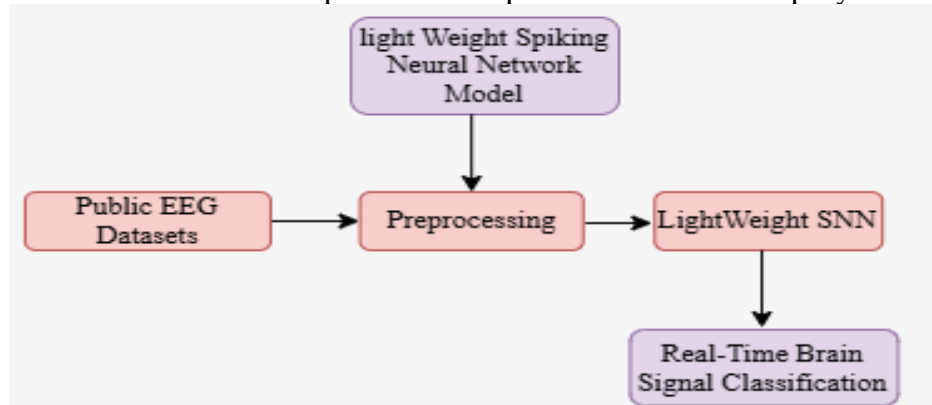 light Weight Spiking
Neural Network
Model
Public EEG
Datasets
Preprocessing
LightWeight SNN
Real-Time Brain
Signal Classification